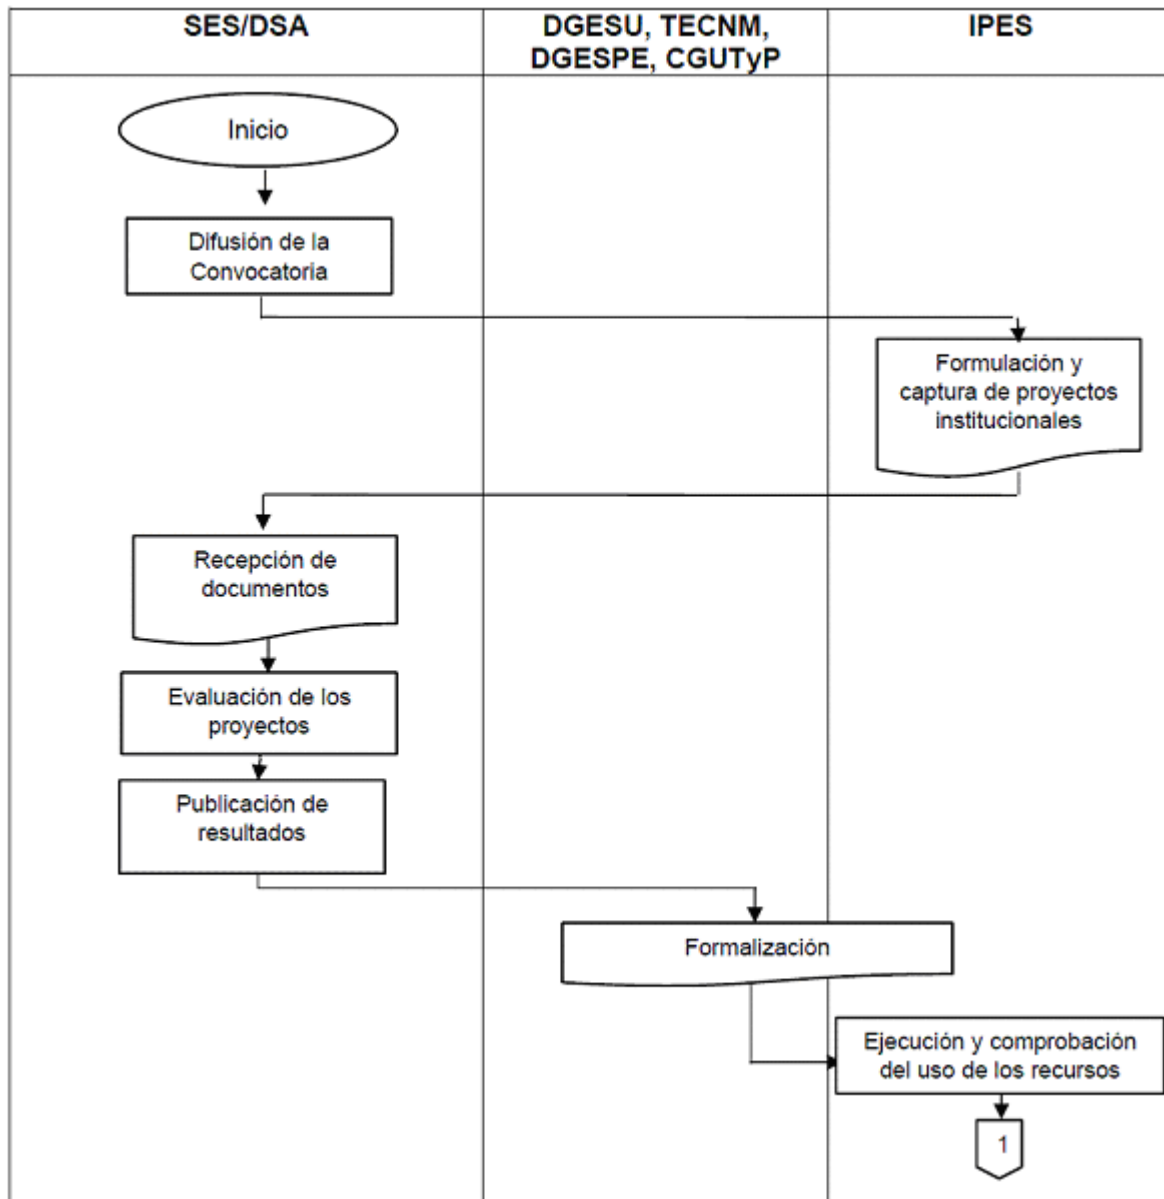 SES/DSA
DGESU, TECNM,
DGESPE, CGUTyP
IPES
Inicio
Difusión de la
Convocatoria
Formulación y
captura de proyectos
institucionales
Recepción de
documentos
Evaluación de los
proyectos
Publicación de
resultados
Formalización
Ejecución y comprobación
del uso de los recursos
1